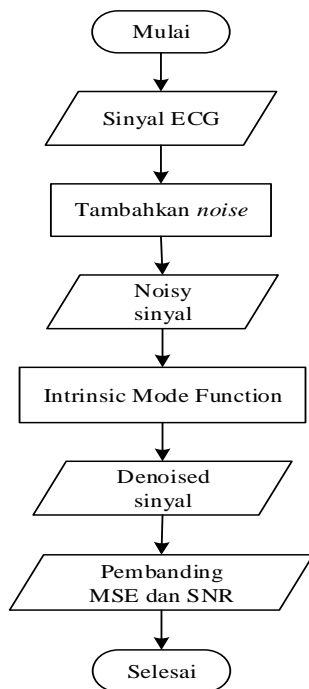 Mulai
Sinyal ECG
Tambahkan noise
Noisy
sinyal
Intrinsic Mode Function
Denoised
sinyal
Pembanding
MSE dan SNR
Selesai